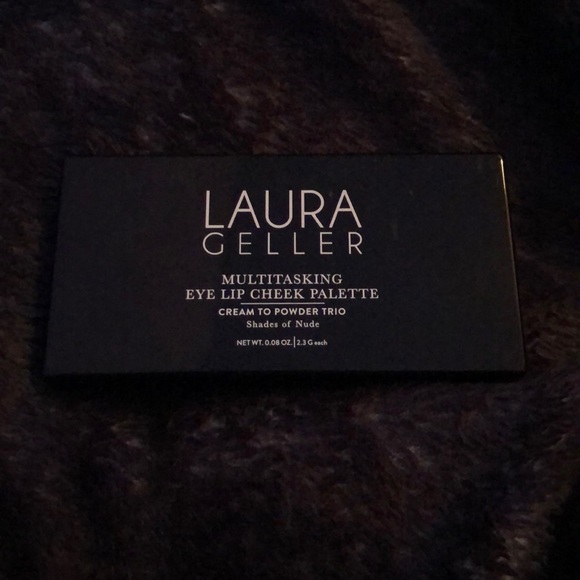 LAURA
GELLER
MULTITASKING
EYE LIP CHEEK PALETTE
CREAM TO POWDER TRIO
Shades of Nude
NET WT. 0.08 OZ. | 2.3 G each